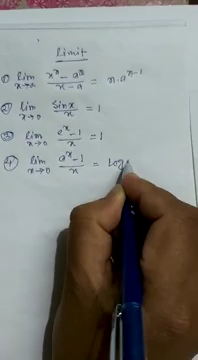 Limit
① lim x→a (xⁿ − aⁿ)/(x − a) = n·aⁿ⁻¹
② lim x→0 Sinx/x = 1
③ lim x→0 (eˣ − 1)/x = 1
④ lim x→0 (aˣ − 1)/x = log